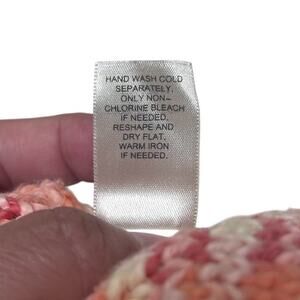 HAND WASH COLD
SEPARATELY.
ONLY NON-
CHLORINE BLEACH
IF NEEDED.
RESHAPE AND
DRY FLAT.
WARM IRON
IF NEEDED.